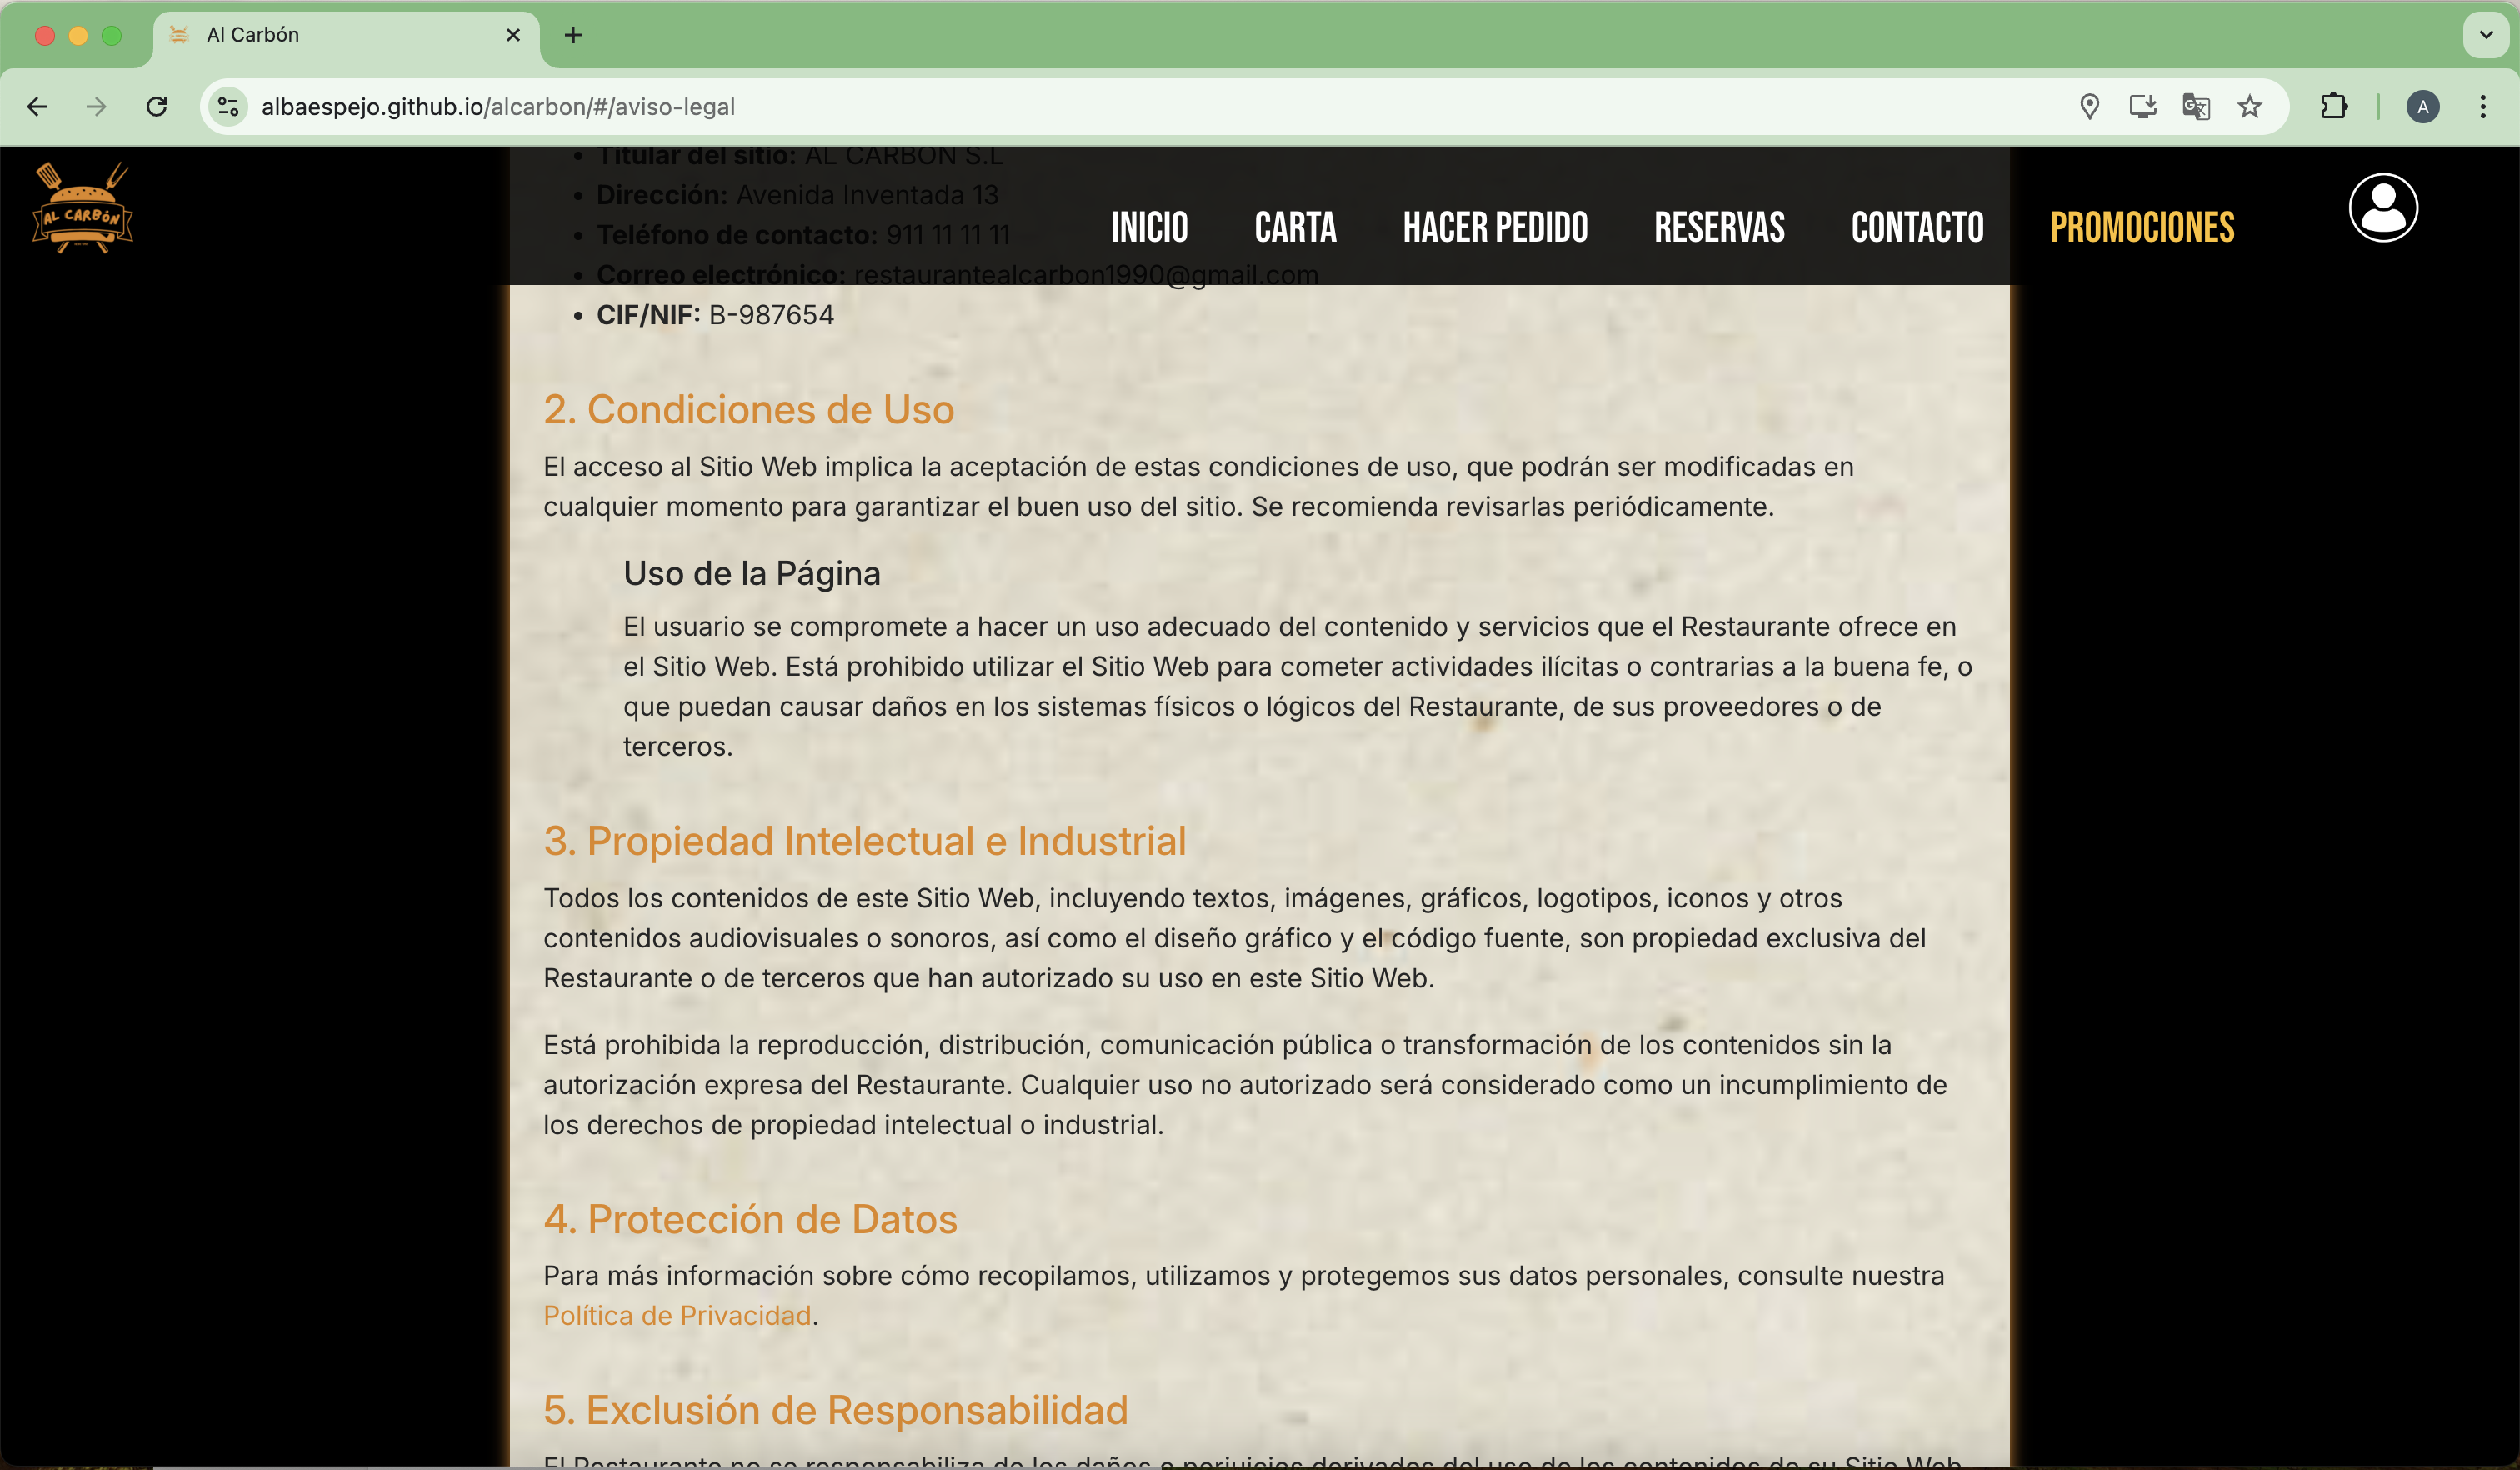 Al Carbón
albaespejo.github.io/alcarbon/#/aviso-legal
A
AL CARBÓN
INICIO CARTA HACER PEDIDO RESERVAS CONTACTO PROMOCIONES
• Titular del sitio: AL CARBON S.L
• Dirección: Avenida Inventada 13
• Teléfono de contacto: 911 11 11 11
• Correo electrónico: restaurantealcarbon1990@gmail.com
• CIF/NIF: B-987654
2. Condiciones de Uso
El acceso al Sitio Web implica la aceptación de estas condiciones de uso, que podrán ser modificadas en
cualquier momento para garantizar el buen uso del sitio. Se recomienda revisarlas periódicamente.
Uso de la Página
El usuario se compromete a hacer un uso adecuado del contenido y servicios que el Restaurante ofrece en
el Sitio Web. Está prohibido utilizar el Sitio Web para cometer actividades ilícitas o contrarias a la buena fe, o
que puedan causar daños en los sistemas físicos o lógicos del Restaurante, de sus proveedores o de
terceros.
3. Propiedad Intelectual e Industrial
Todos los contenidos de este Sitio Web, incluyendo textos, imágenes, gráficos, logotipos, iconos y otros
contenidos audiovisuales o sonoros, así como el diseño gráfico y el código fuente, son propiedad exclusiva del
Restaurante o de terceros que han autorizado su uso en este Sitio Web.
Está prohibida la reproducción, distribución, comunicación pública o transformación de los contenidos sin la
autorización expresa del Restaurante. Cualquier uso no autorizado será considerado como un incumplimiento de
los derechos de propiedad intelectual o industrial.
4. Protección de Datos
Para más información sobre cómo recopilamos, utilizamos y protegemos sus datos personales, consulte nuestra
Política de Privacidad.
5. Exclusión de Responsabilidad
El Restaurante no se responsabiliza de los daños o perjuicios derivados del uso de los contenidos de su Sitio Web